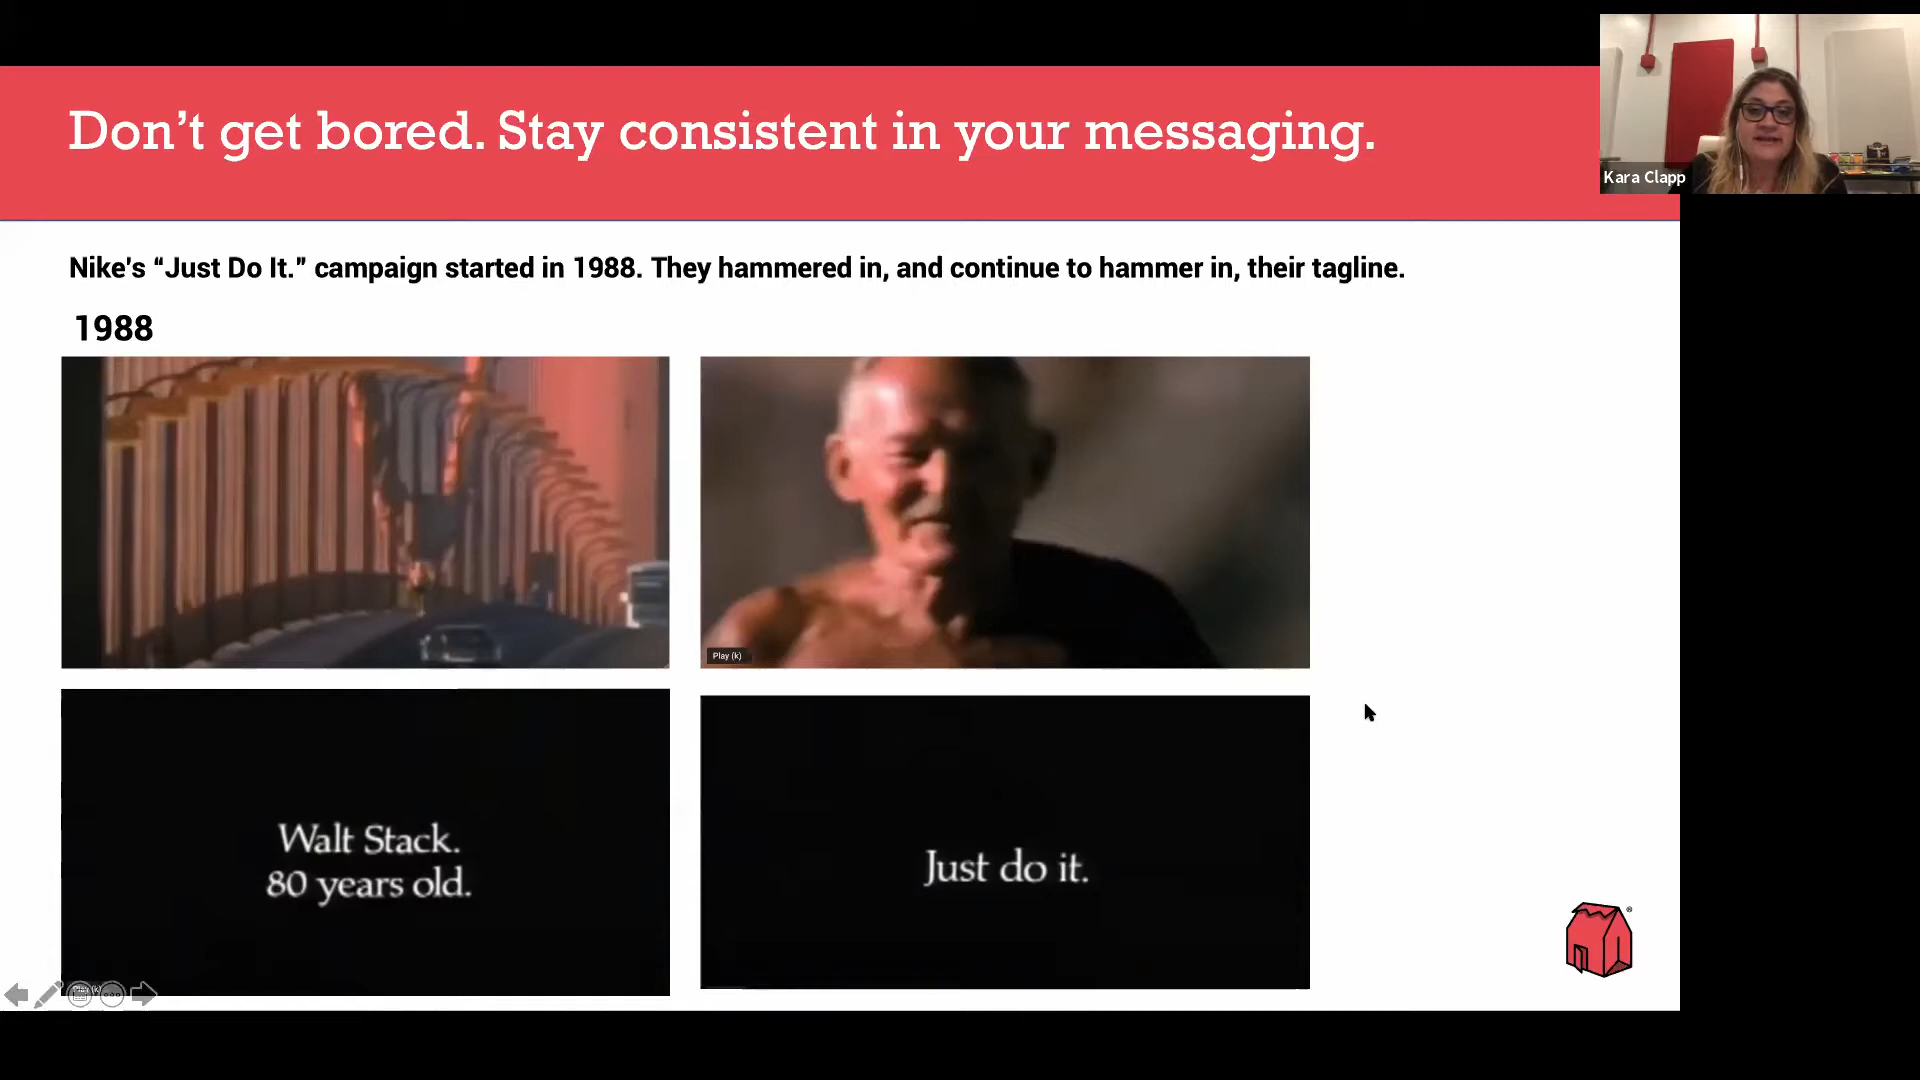 Don’t get bored. Stay consistent in your messaging.
Kara Clapp
Nike's “Just Do It.” campaign started in 1988. They hammered in, and continue to hammer in, their tagline.
1988
Play (k)
Walt Stack.
80 years old.
Just do it.
Play (k)
®